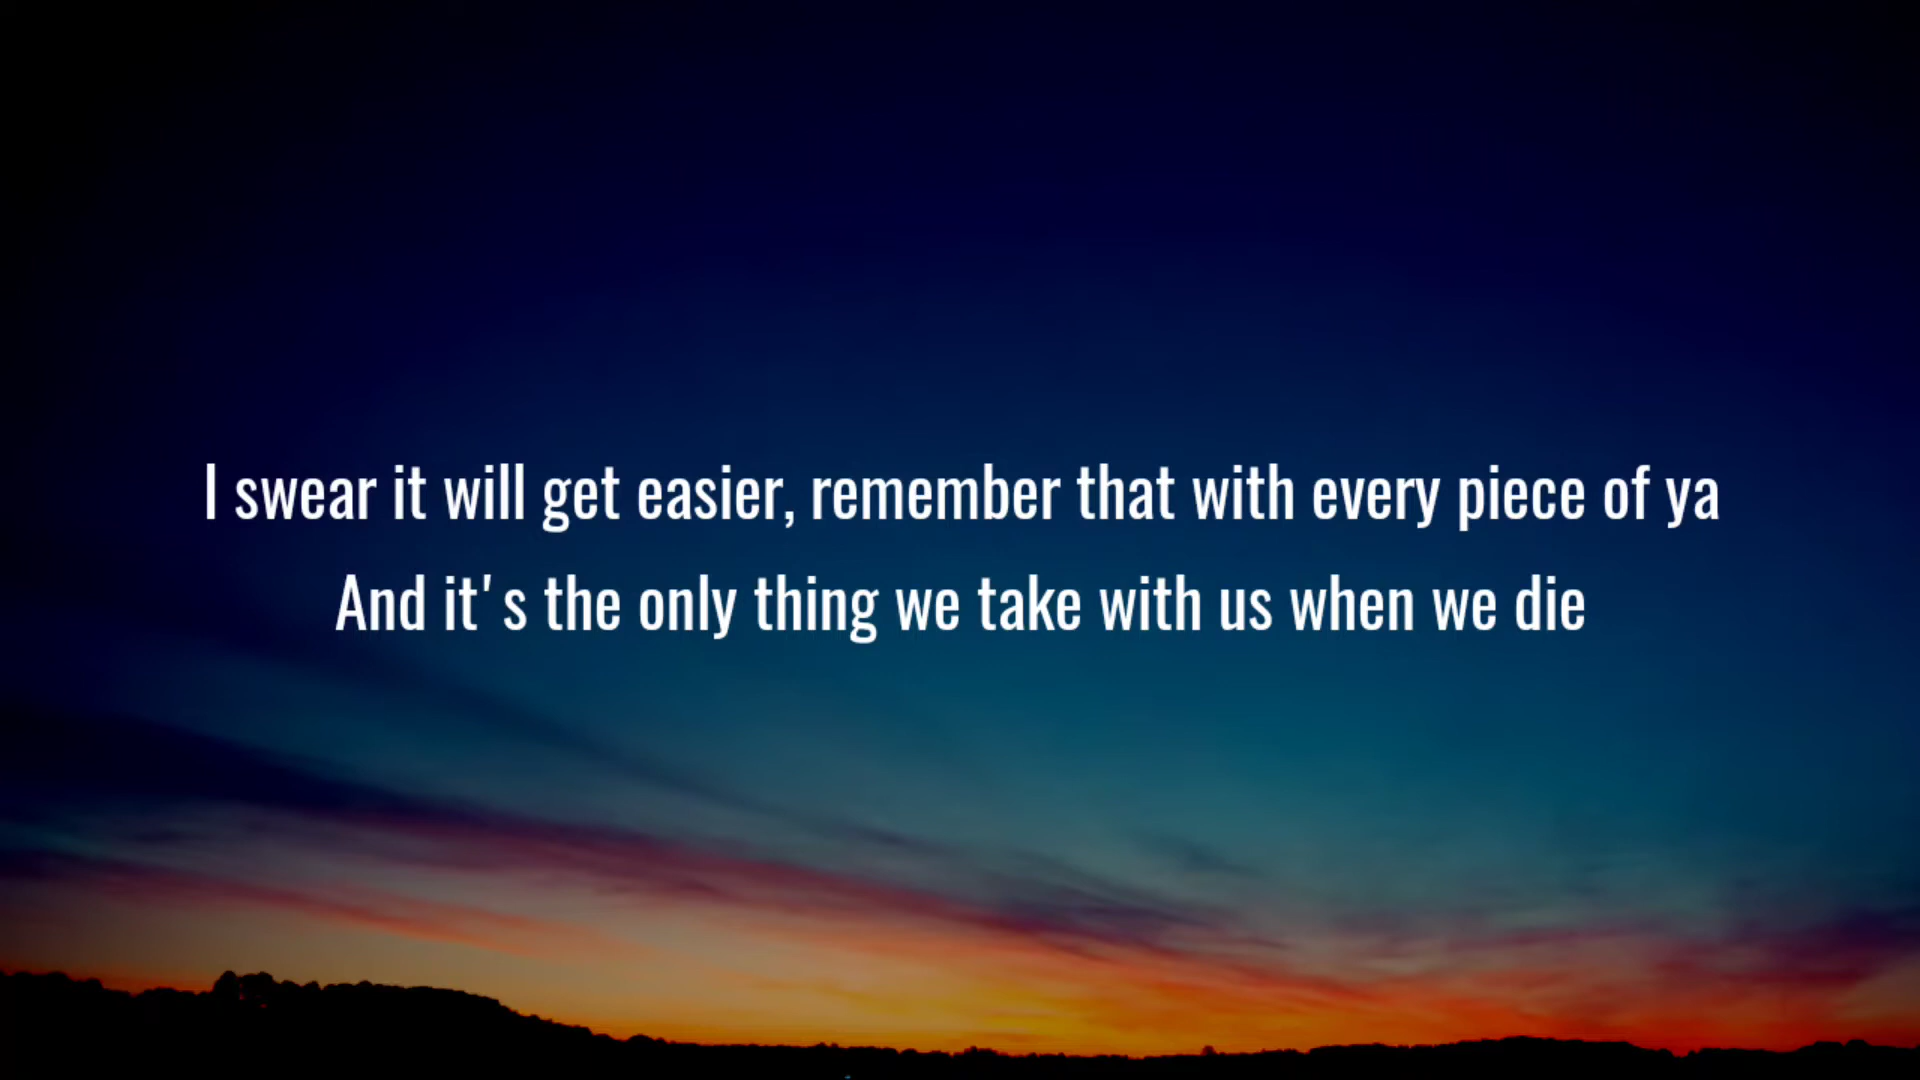 I swear it will get easier, remember that with every piece of ya
And it's the only thing we take with us when we die